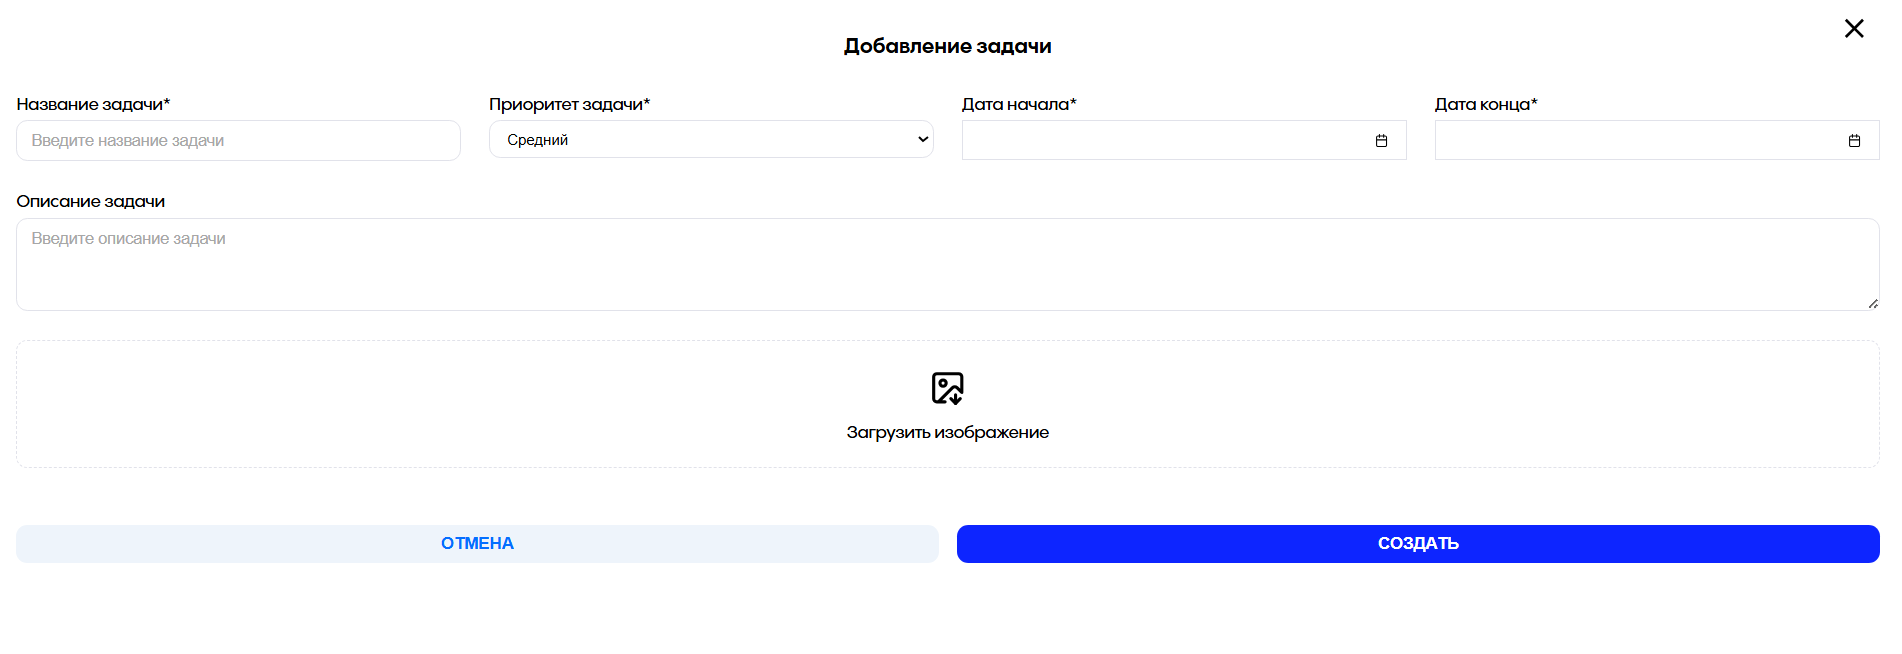 Добавление задачи
Название задачи*
Приоритет задачи*
Дата начала*
Дата конца*
Введите название задачи
Средний
Описание задачи
Введите описание задачи
Загрузить изображение
ОТМЕНА
СОЗДАТЬ